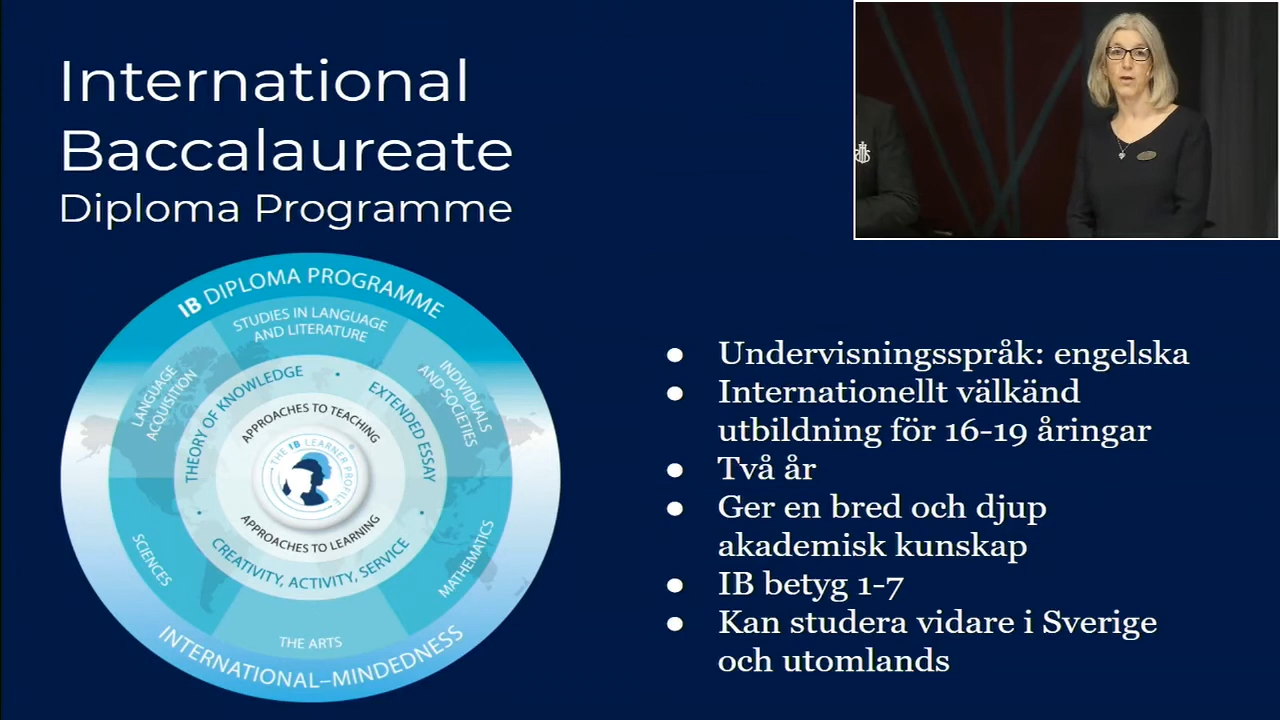 International
Baccalaureate
Diploma Programme
IB DIPLOMA PROGRAMME
STUDIES IN LANGUAGE
AND LITERATURE
LANGUAGE
ACQUISITION
INDIVIDUALS
AND SOCIETIES
THEORY OF KNOWLEDGE
EXTENDED ESSAY
APPROACHES TO TEACHING
THE IB LEARNER PROFILE
APPROACHES TO LEARNING
CREATIVITY, ACTIVITY, SERVICE
SCIENCES
MATHEMATICS
THE ARTS
INTERNATIONAL–MINDEDNESS
● Undervisningsspråk: engelska
● Internationellt välkänd
utbildning för 16-19 åringar
● Två år
● Ger en bred och djup
akademisk kunskap
● IB betyg 1-7
● Kan studera vidare i Sverige
och utomlands